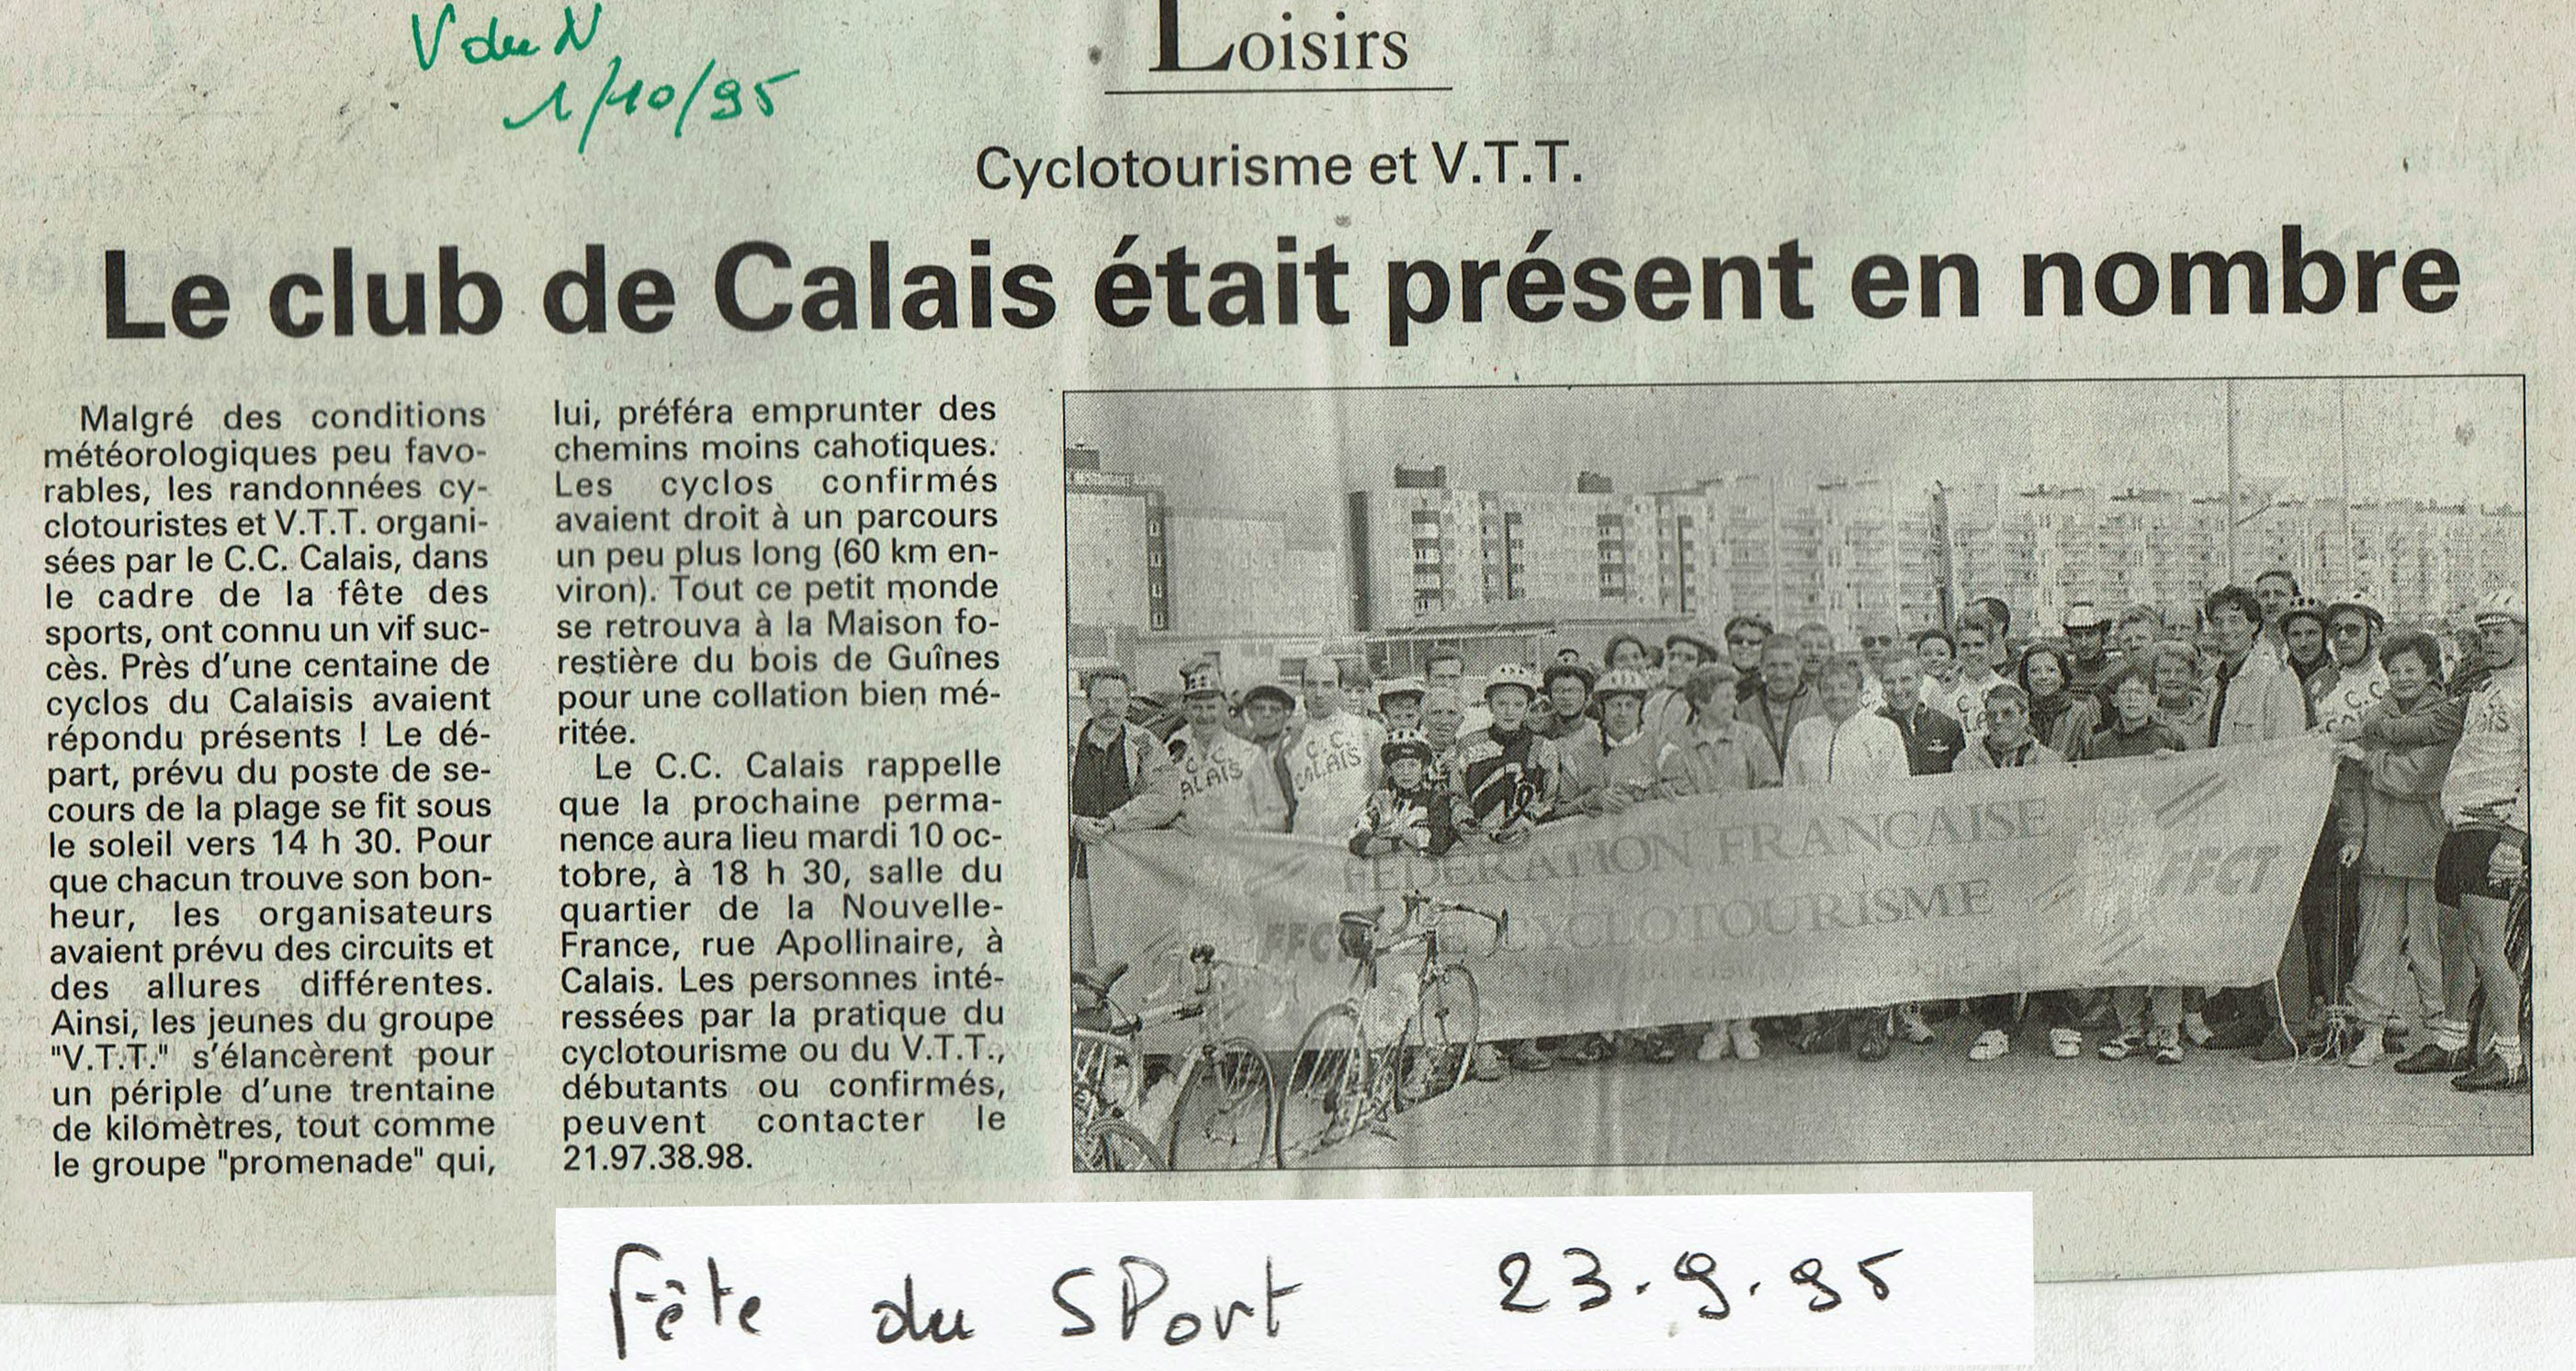 V du N
1/10/95
Loisirs
Cyclotourisme et V.T.T.
Le club de Calais était présent en nombre
Malgré des conditions
météorologiques peu favo-
rables, les randonnées cy-
clotouristes et V.T.T. organi-
sées par le C.C. Calais, dans
le cadre de la fête des
sports, ont connu un vif suc-
cès. Près d'une centaine de
cyclos du Calaisis avaient
répondu présents ! Le dé-
part, prévu du poste de se-
cours de la plage se fit sous
le soleil vers 14 h 30. Pour
que chacun trouve son bon-
heur, les organisateurs
avaient prévu des circuits et
des allures différentes.
Ainsi, les jeunes du groupe
"V.T.T." s'élancèrent pour
un périple d'une trentaine
de kilomètres, tout comme
le groupe "promenade" qui,
lui, préféra emprunter des
chemins moins cahotiques.
Les cyclos confirmés
avaient droit à un parcours
un peu plus long (60 km en-
viron). Tout ce petit monde
se retrouva à la Maison fo-
restière du bois de Guînes
pour une collation bien mé-
ritée.
Le C.C. Calais rappelle
que la prochaine perma-
nence aura lieu mardi 10 oc-
tobre, à 18 h 30, salle du
quartier de la Nouvelle-
France, rue Apollinaire, à
Calais. Les personnes inté-
ressées par la pratique du
cyclotourisme ou du V.T.T.,
débutants ou confirmés,
peuvent contacter le
21.97.38.98.
C.C.
ALAIS
C.C.
CALAIS
C.C.
FEDERATION FRANCAISE
FFCT
DE CYCLOTOURISME
FFCT
Fête du SPort 23.9.95